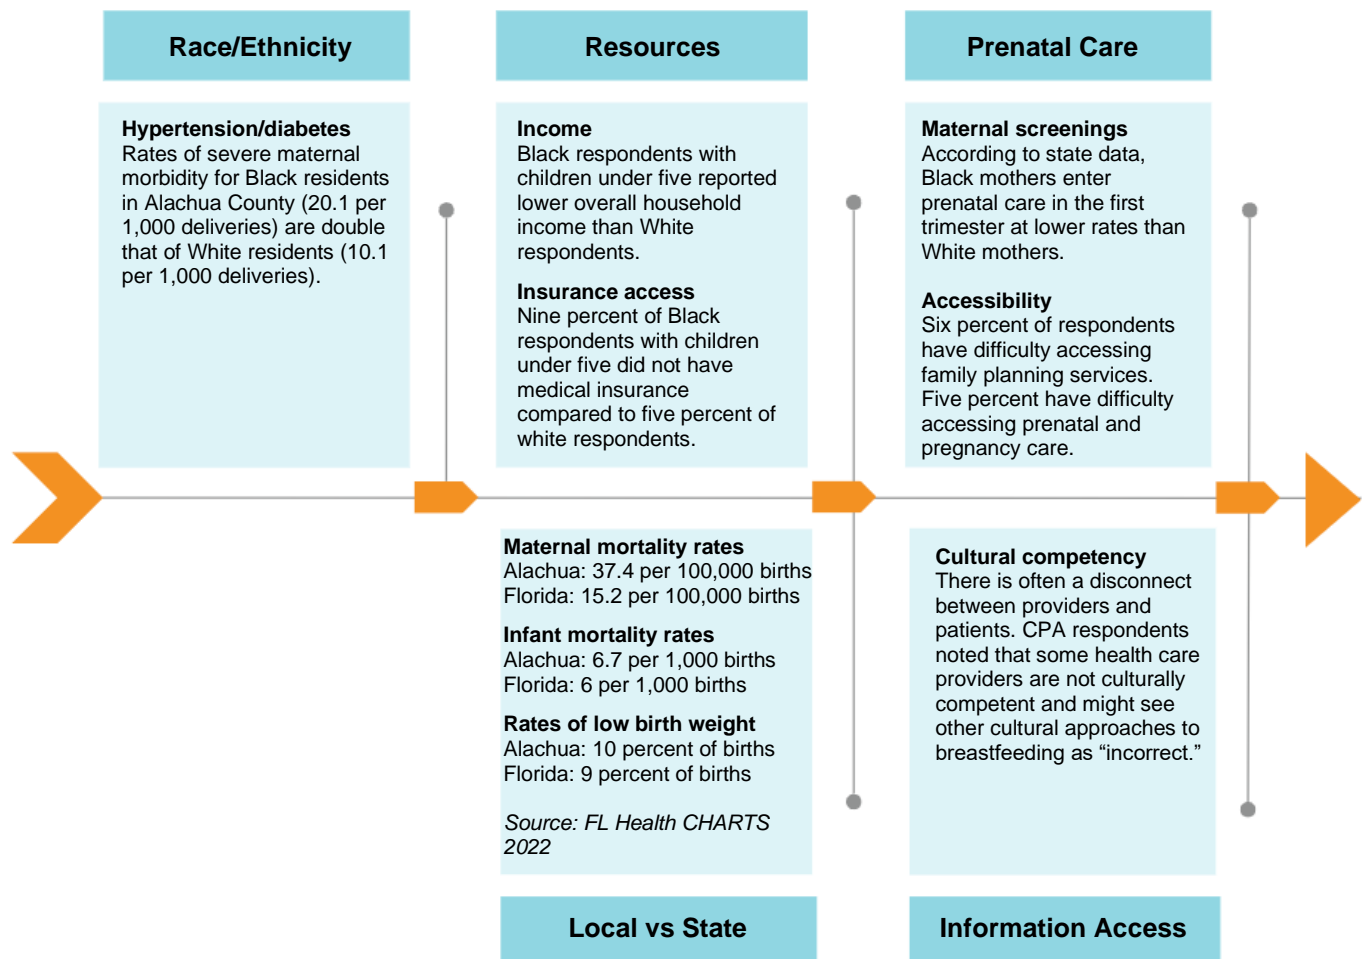 Race/Ethnicity
Hypertension/diabetes
Rates of severe maternal
morbidity for Black residents
in Alachua County (20.1 per
1,000 deliveries) are double
that of White residents (10.1
per 1,000 deliveries).
Resources
Income
Black respondents with
children under five reported
lower overall household
income than White
respondents.
Insurance access
Nine percent of Black
respondents with children
under five did not have
medical insurance
compared to five percent of
white respondents.
Prenatal Care
Maternal screenings
According to state data,
Black mothers enter
prenatal care in the first
trimester at lower rates than
White mothers.
Accessibility
Six percent of respondents
have difficulty accessing
family planning services.
Five percent have difficulty
accessing prenatal and
pregnancy care.
Maternal mortality rates
Alachua: 37.4 per 100,000 births
Florida: 15.2 per 100,000 births
Infant mortality rates
Alachua: 6.7 per 1,000 births
Florida: 6 per 1,000 births
Rates of low birth weight
Alachua: 10 percent of births
Florida: 9 percent of births
Source: FL Health CHARTS
2022
Local vs State
Cultural competency
There is often a disconnect
between providers and
patients. CPA respondents
noted that some health care
providers are not culturally
competent and might see
other cultural approaches to
breastfeeding as “incorrect.”
Information Access